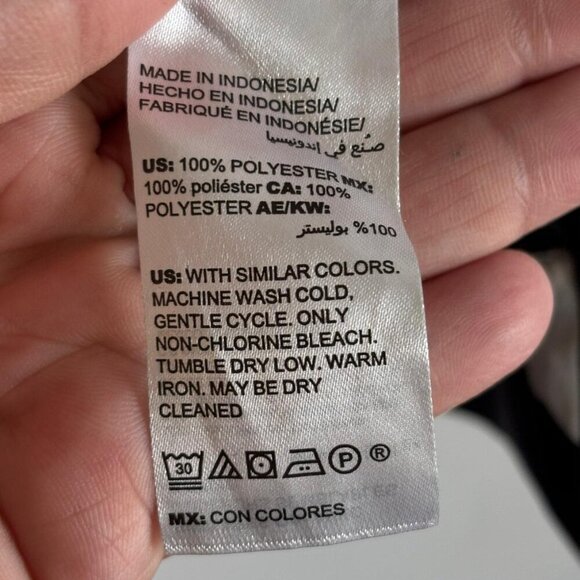 MADE IN INDONESIA/
HECHO EN INDONESIA/
FABRIQUÉ EN INDONÉSIE/
صُنع في إندونيسيا
US: 100% POLYESTER MX:
100% poliéster CA: 100%
POLYESTER AE/KW:
100% بوليستر
US: WITH SIMILAR COLORS.
MACHINE WASH COLD,
GENTLE CYCLE. ONLY
NON-CHLORINE BLEACH.
TUMBLE DRY LOW. WARM
IRON. MAY BE DRY
CLEANED
30 P ®
MX: CON COLORES